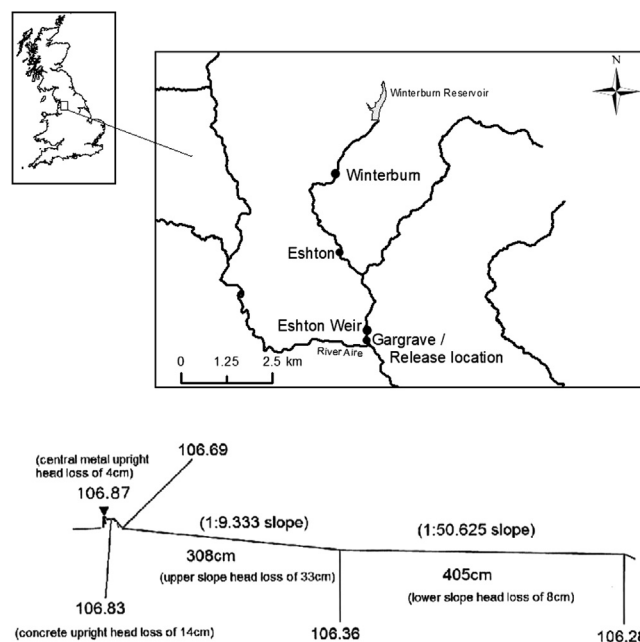 N
Winterburn Reservoir
Winterburn
Eshton
Eshton Weir
Gargrave /
Release location
River Aire
0 1.25 2.5 km
106.69
(central metal upright
head loss of 4cm)
106.87
(1:9.333 slope)
(1:50.625 slope)
308cm
(upper slope head loss of 33cm)
405cm
(lower slope head loss of 8cm)
106.83
(concrete upright head loss of 14cm)
106.36